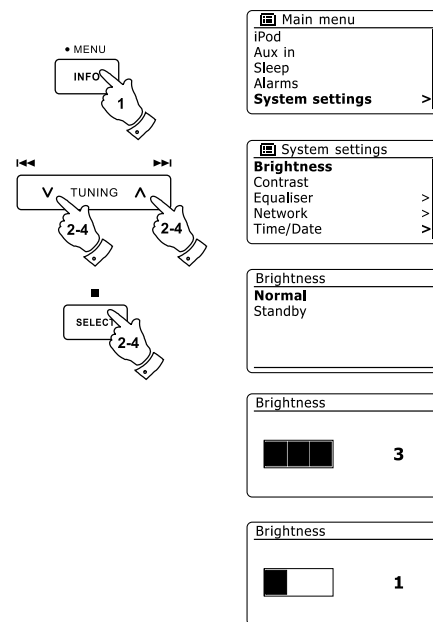 • MENU
INFO
1
V TUNING Λ
2-4
2-4
SELECT
2-4
Main menu
iPod
Aux in
Sleep
Alarms
System settings >
System settings
Brightness
Contrast
Equaliser >
Network >
Time/Date >
Brightness
Normal
Standby
Brightness
3
Brightness
1